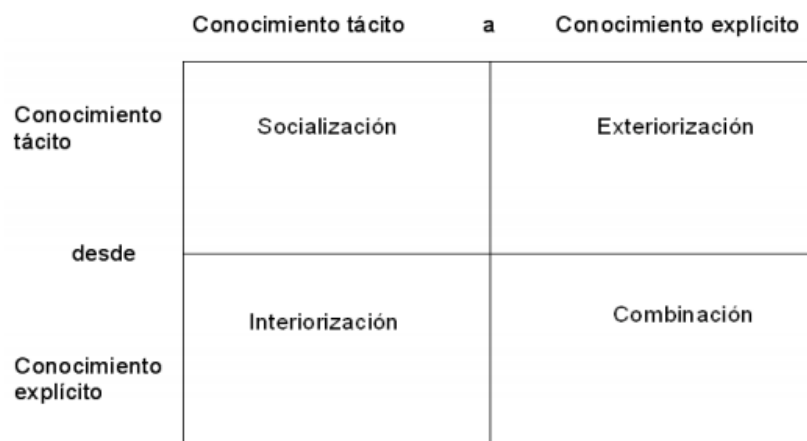 Conocimiento tácito a Conocimiento explícito
Conocimiento
tácito
Socialización Exteriorización
desde
Interiorización Combinación
Conocimiento
explícito